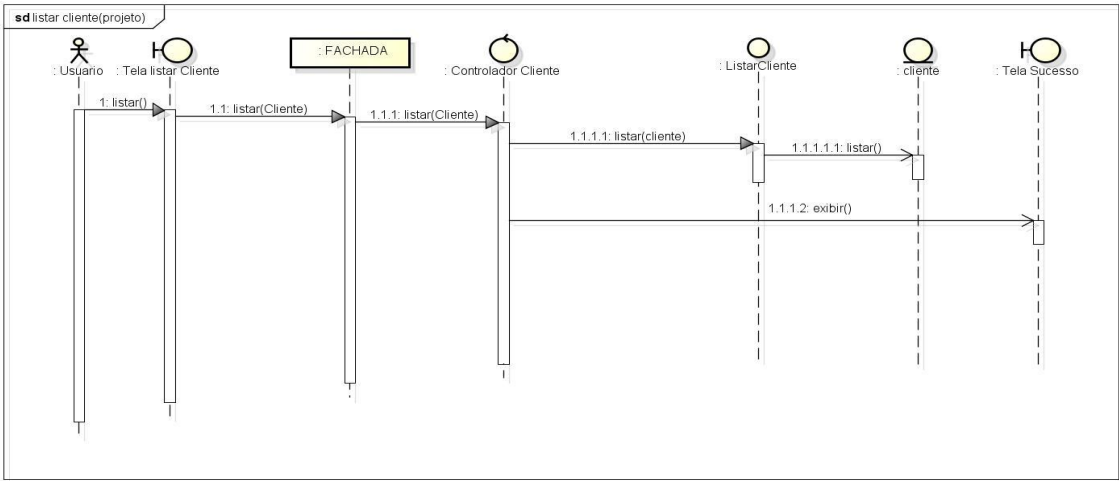 sd listar cliente(projeto)
: Usuario
: Tela listar Cliente
: FACHADA
: Controlador Cliente
: ListarCliente
: cliente
: Tela Sucesso
1: listar()
1.1: listar(Cliente)
1.1.1: listar(Cliente)
1.1.1.1: listar(cliente)
1.1.1.1.1: listar()
1.1.1.2: exibir()